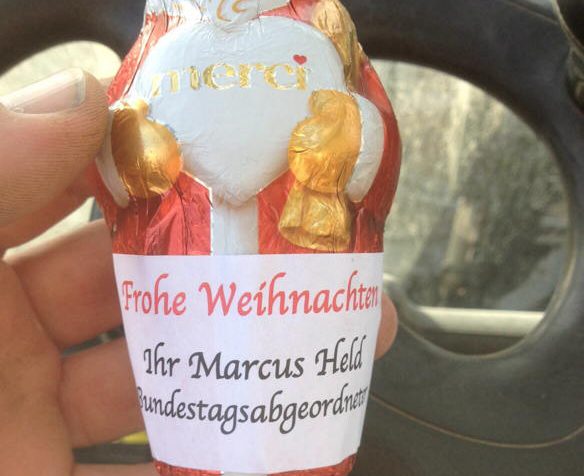 merci
Frohe Weihnachten
Ihr Marcus Held
Bundestagsabgeordneter